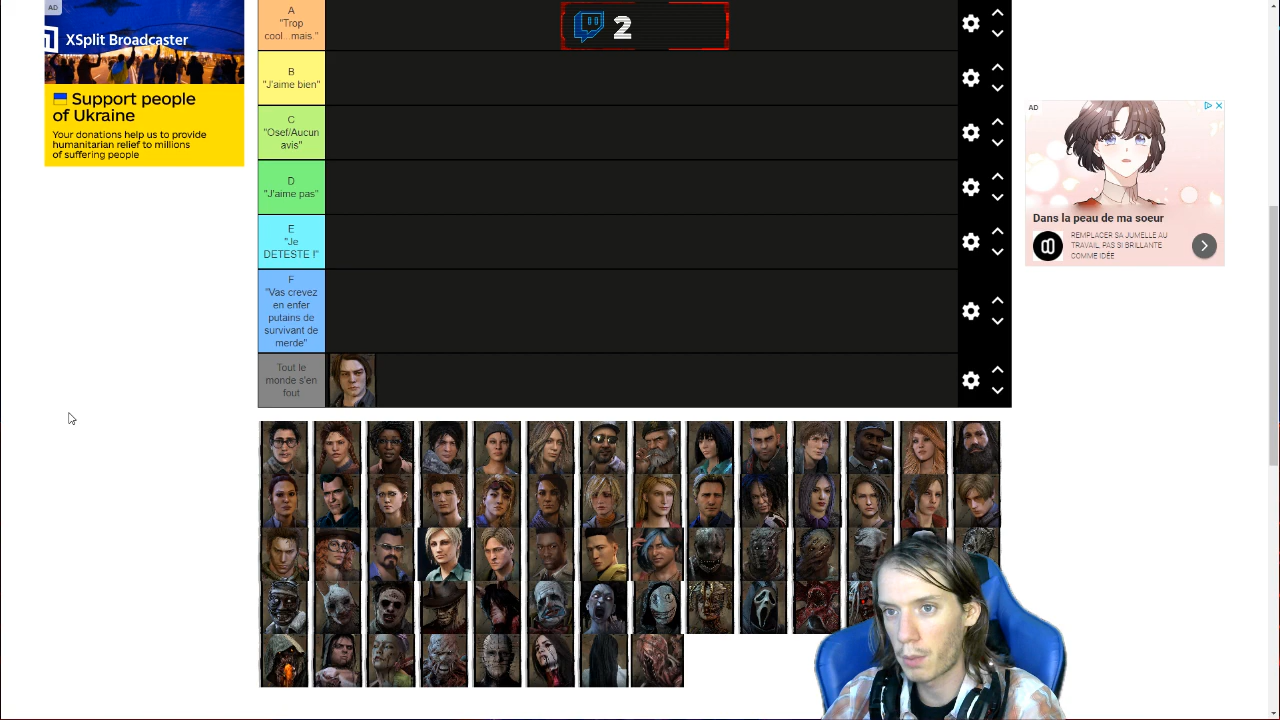 AD
XSplit Broadcaster
Support people
of Ukraine
Your donations help us to provide
humanitarian relief to millions
of suffering people
A
"Trop
cool...mais."
2
B
"J'aime bien"
C
"Osef/Aucun
avis"
D
"J'aime pas"
E
"Je
DETESTE !"
F
"Vas crevez
en enfer
putains de
survivant de
merde"
Tout le
monde s'en
fout
AD
Dans la peau de ma soeur
REMPLACER SA JUMELLE AU
TRAVAIL, PAS SI BRILLANTE
COMME IDÉE